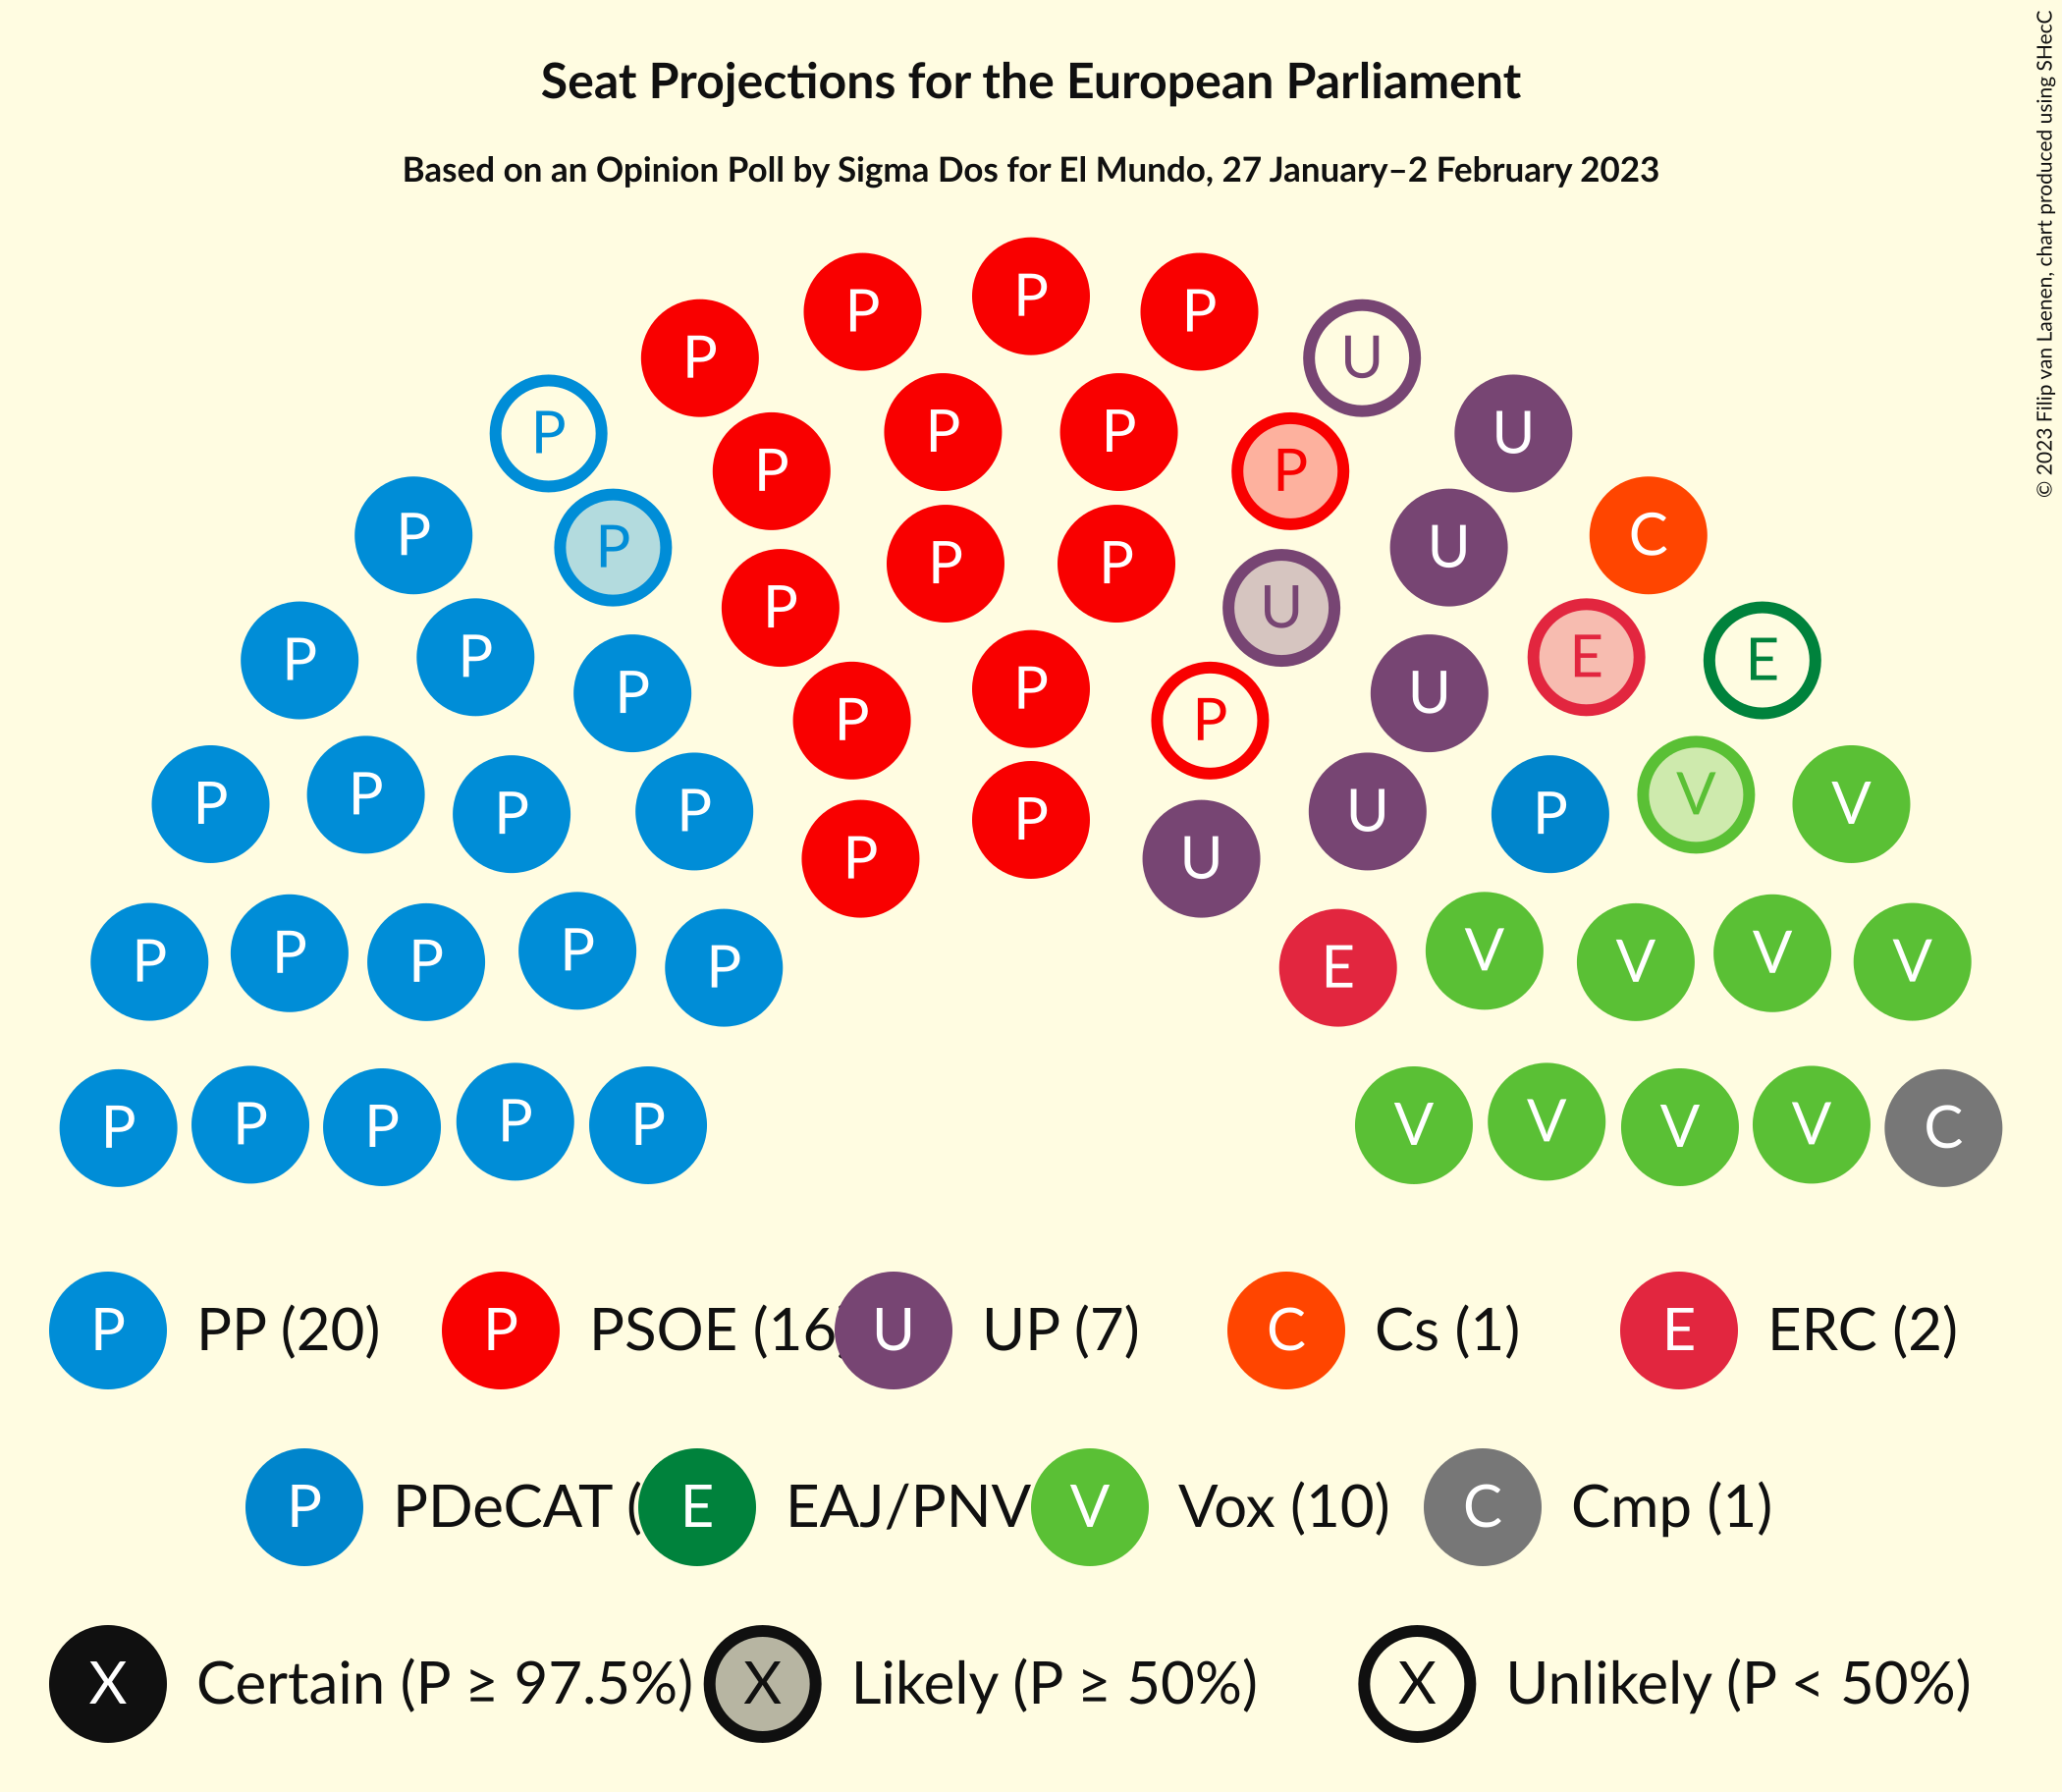 Seat Projections for the European Parliament
Based on an Opinion Poll by Sigma Dos for El Mundo, 27 January–2 February 2023
© 2023 Filip van Laenen, chart produced using SHecC
P
P P
P U
P P P U
P P
P C
P U
P P
P U
P E
P E
P P U
P P
P V
P V
P P P U P
P U
P P P P P E V V V V
P P P P P V V V V C
P PP (20) P PSOE (16 U UP (7) C Cs (1) E ERC (2)
P PDeCAT ( E EAJ/PNV V Vox (10) C Cmp (1)
X Certain (P ≥ 97.5%) X Likely (P ≥ 50%) X Unlikely (P < 50%)